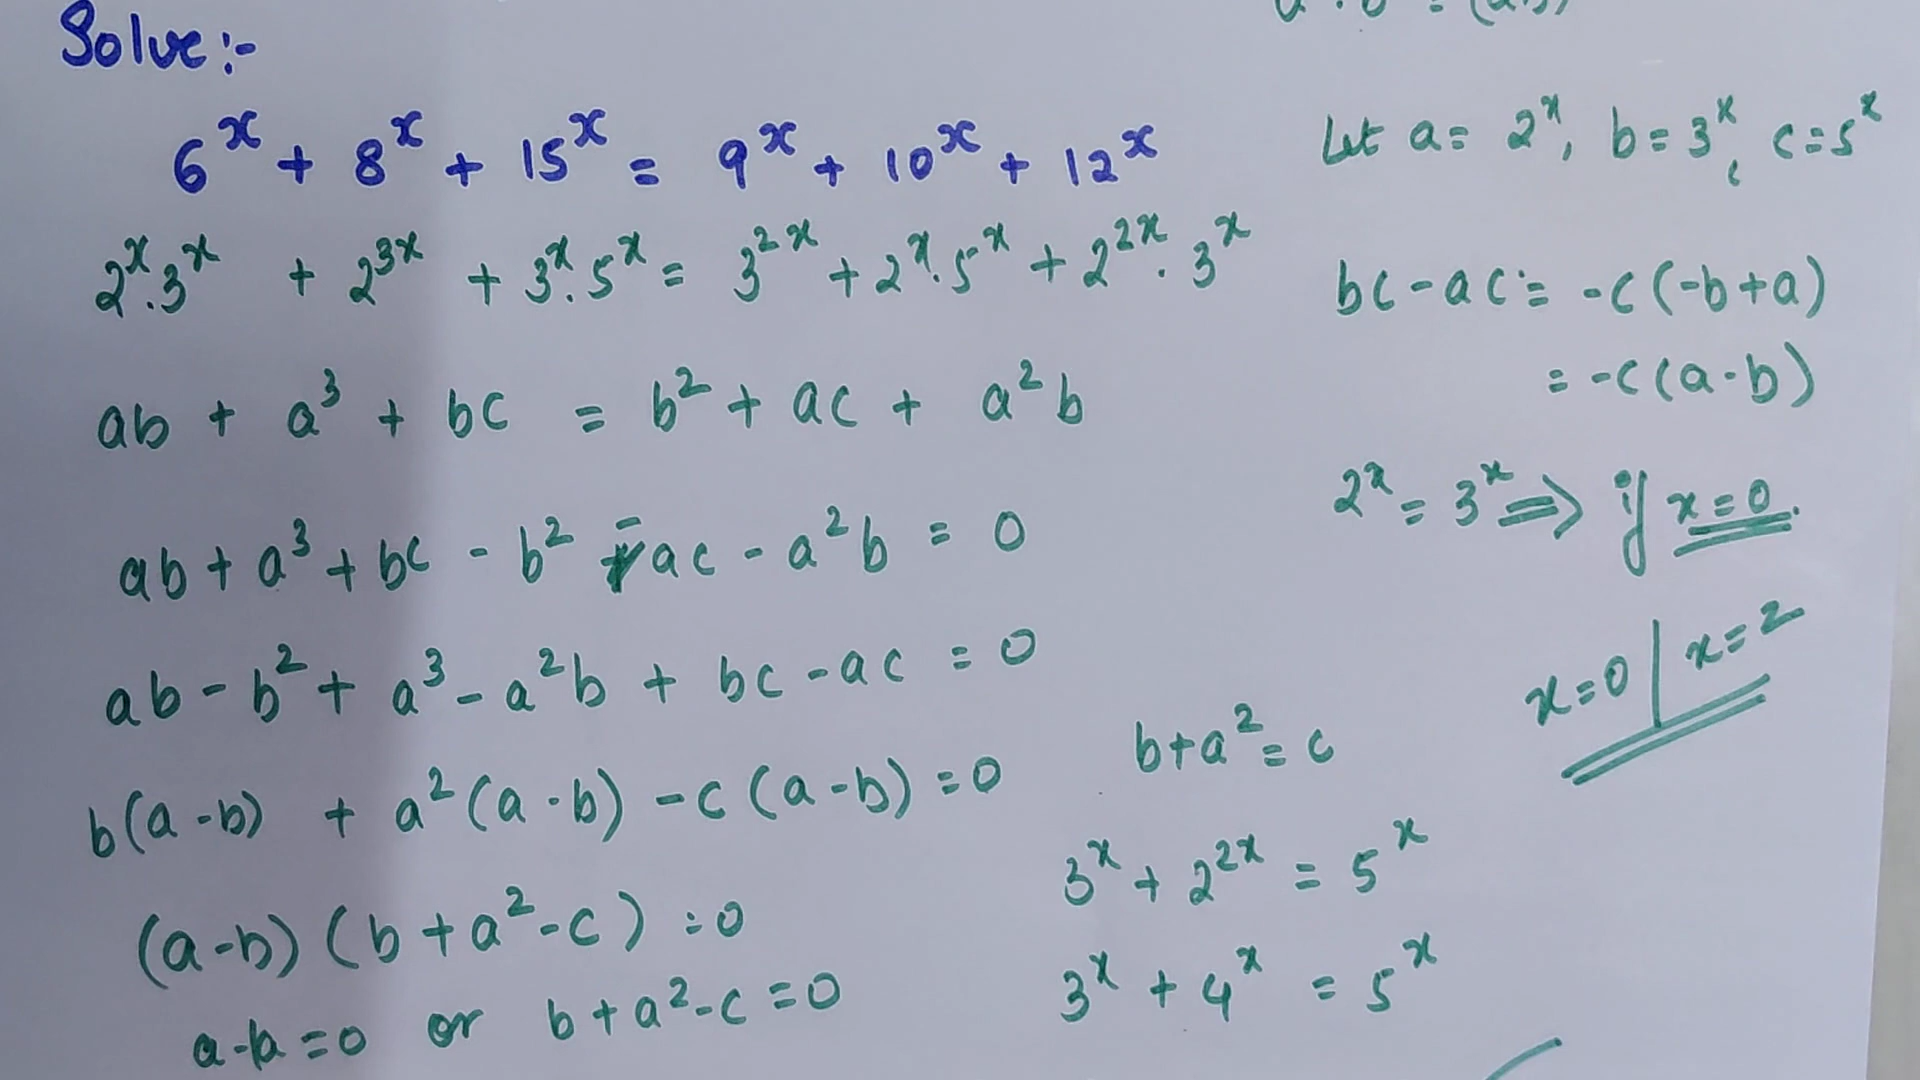 Solve:-
6^x + 8^x + 15^x = 9^x + 10^x + 12^x
2^x.3^x + 2^3x + 3^x.5^x = 3^2x + 2^x.5^x + 2^2x.3^x
ab + a^3 + bc = b^2 + ac + a^2b
ab + a^3 + bc - b^2 - ac - a^2b = 0
ab - b^2 + a^3 - a^2b + bc - ac = 0
b(a-b) + a^2(a-b) - c(a-b) = 0
(a-b)(b+a^2-c) = 0
a-b=0 or b+a^2-c=0
Let a = 2^x, b = 3^x, c = 5^x
bc - ac = -c(-b+a)
= -c(a-b)
2^x = 3^x ⇒ if x=0.
x=0 | x=2
b+a^2 = c
3^x + 2^2x = 5^x
3^x + 4^x = 5^x